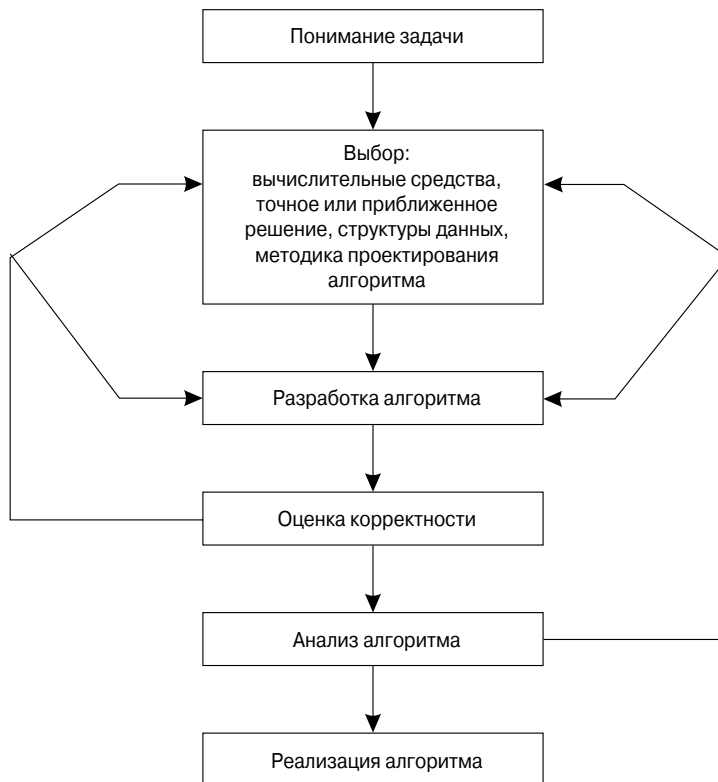 Понимание задачи
Выбор:
вычислительные средства,
точное или приближенное
решение, структуры данных,
методика проектирования
алгоритма
Разработка алгоритма
Оценка корректности
Анализ алгоритма
Реализация алгоритма